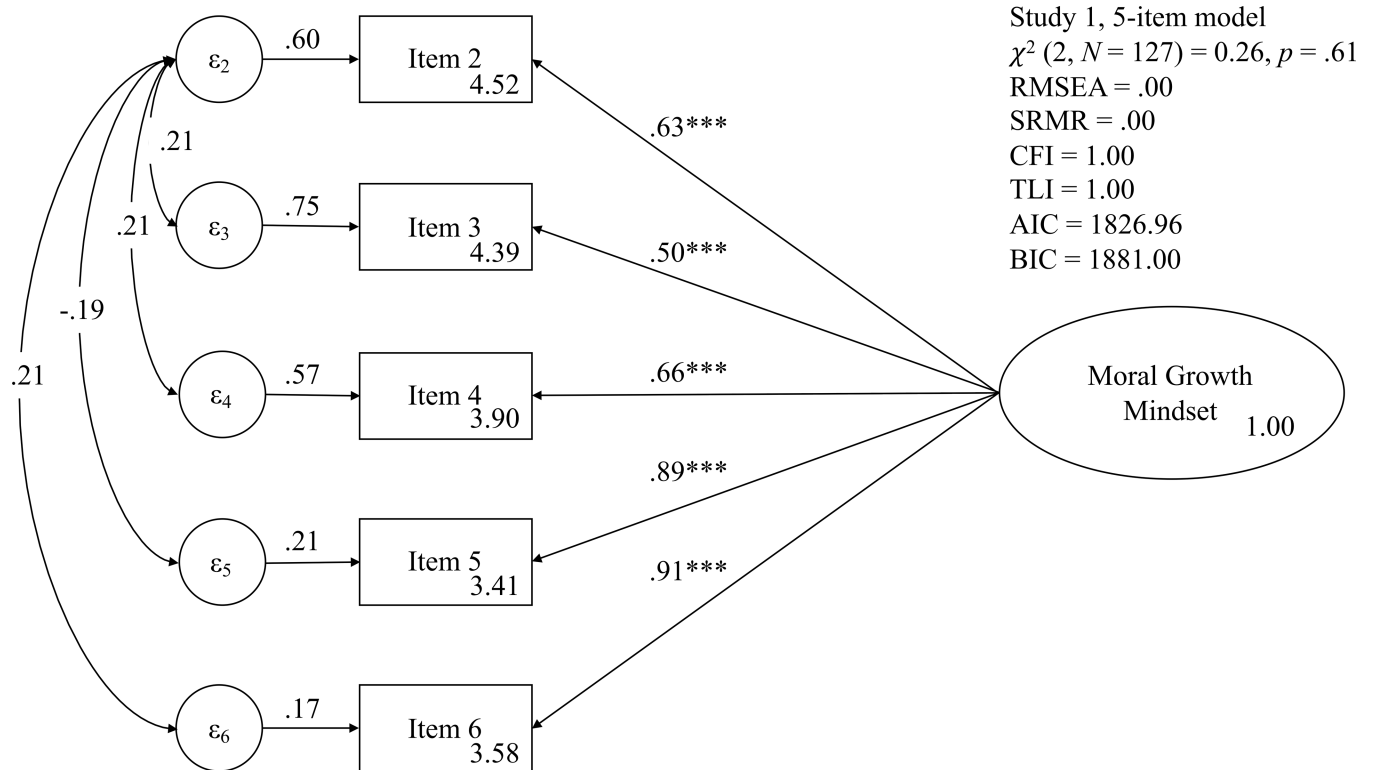 Study 1, 5-item model
χ² (2, N = 127) = 0.26, p = .61
RMSEA = .00
SRMR = .00
CFI = 1.00
TLI = 1.00
AIC = 1826.96
BIC = 1881.00
ε₂
.60
Item 2
4.52
.63***
.21
ε₃
.75
Item 3
4.39
.50***
.21
ε₄
.57
Item 4
3.90
.66***
Moral Growth
Mindset
1.00
-.19
ε₅
.21
Item 5
3.41
.89***
.21
ε₆
.17
Item 6
3.58
.91***